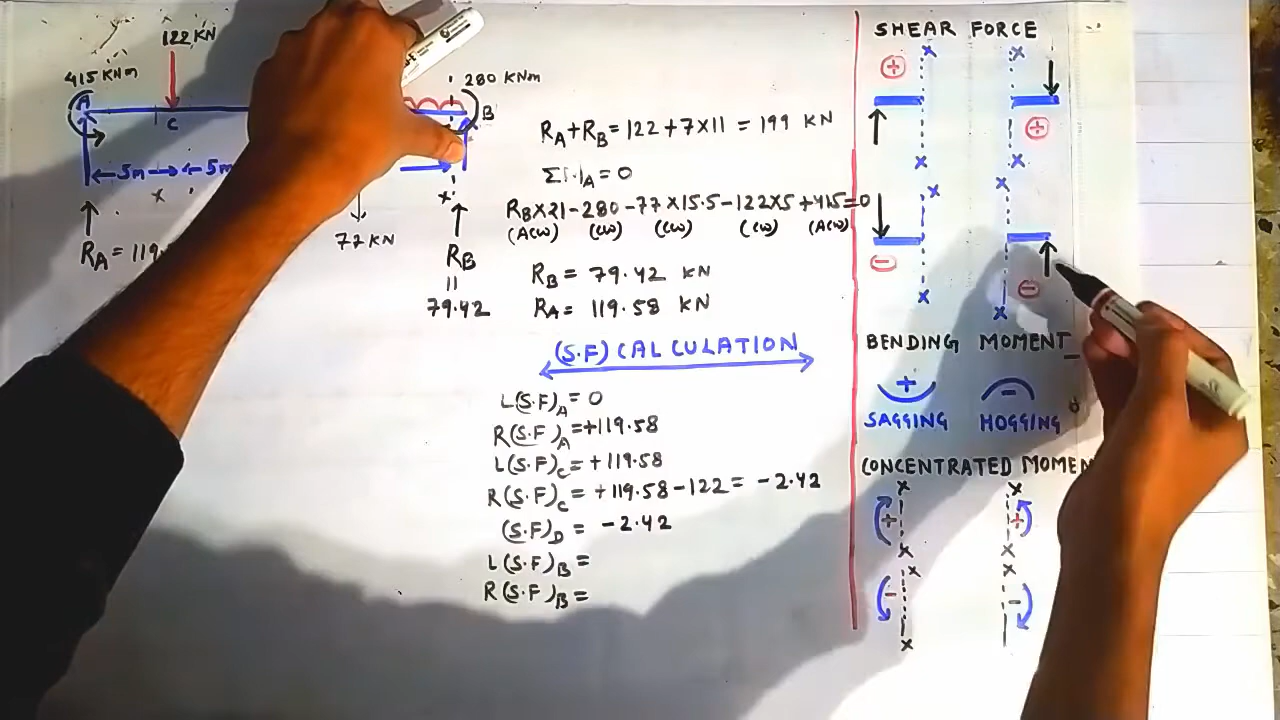 122 KN
415 KNm
280 KNm
A
B
C
5m
5m
RA = 119.
77 KN
RB
=
79.42
RA+RB = 122+7×11 = 199 KN
ΣMA = 0
RB×21-280-77×15.5-122×5+415=0
(ACW) (CW) (CW) (CW) (ACW)
RB = 79.42 KN
RA = 119.58 KN
(S.F) CALCULATION
L(S.F)A = 0
R(S.F)A = +119.58
L(S.F)C = +119.58
R(S.F)C = +119.58-122 = -2.42
(S.F)D = -2.42
L(S.F)B =
R(S.F)B =
SHEAR FORCE
+
+
-
-
BENDING MOMENT
+ -
SAGGING HOGGING
CONCENTRATED MOMEN
+ +
- -